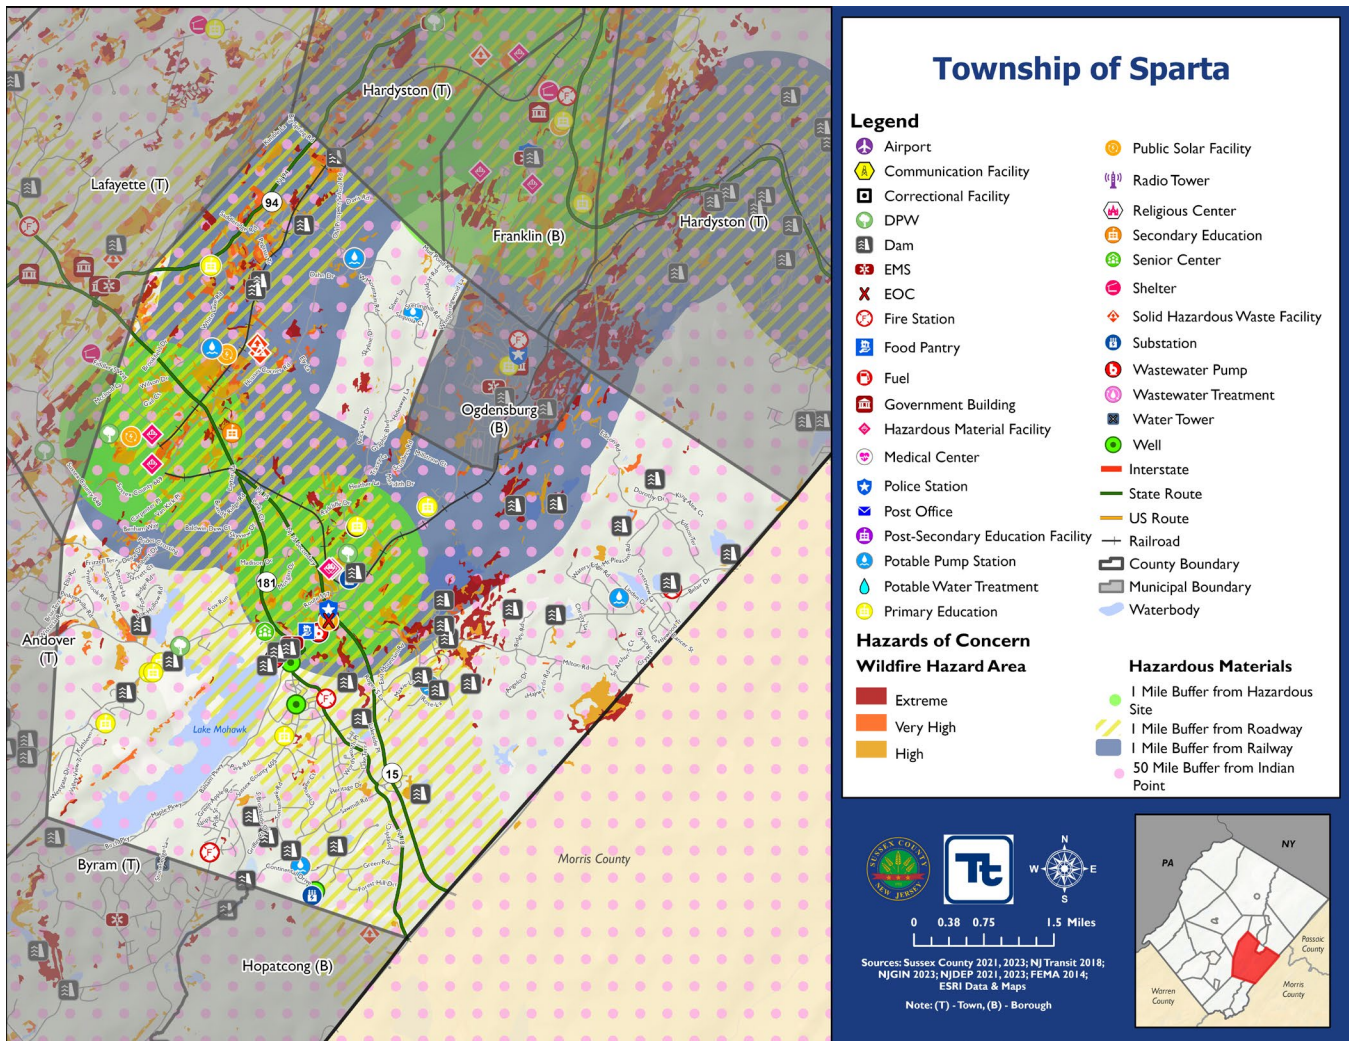 Township of Sparta
Legend
Airport
Communication Facility
Correctional Facility
DPW
Dam
EMS
EOC
Fire Station
Food Pantry
Fuel
Government Building
Hazardous Material Facility
Medical Center
Police Station
Post Office
Post-Secondary Education Facility
Potable Pump Station
Potable Water Treatment
Primary Education
Public Solar Facility
Radio Tower
Religious Center
Secondary Education
Senior Center
Shelter
Solid Hazardous Waste Facility
Substation
Wastewater Pump
Wastewater Treatment
Water Tower
Well
Interstate
State Route
US Route
Railroad
County Boundary
Municipal Boundary
Waterbody
Hazards of Concern
Wildfire Hazard Area
Extreme
Very High
High
Hazardous Materials
1 Mile Buffer from Hazardous
Site
1 Mile Buffer from Roadway
1 Mile Buffer from Railway
50 Mile Buffer from Indian
Point
Hardyston (T)
Lafayette (T)
94
Franklin (B)
Hardyston (T)
Ogdensburg
(B)
181
Andover
(T)
Lake Mohawk
15
Byram (T)
Morris County
Hopatcong (B)
SUSSEX COUNTY
NEW JERSEY
Tt
N
W
E
S
0 0.38 0.75 1.5 Miles
Sources: Sussex County 2021, 2023; NJ Transit 2018;
NJGIN 2023; NJDEP 2021, 2023; FEMA 2014;
ESRI Data & Maps
Note: (T) - Town, (B) - Borough
PA
NY
Passaic
County
Morris
County
Warren
County